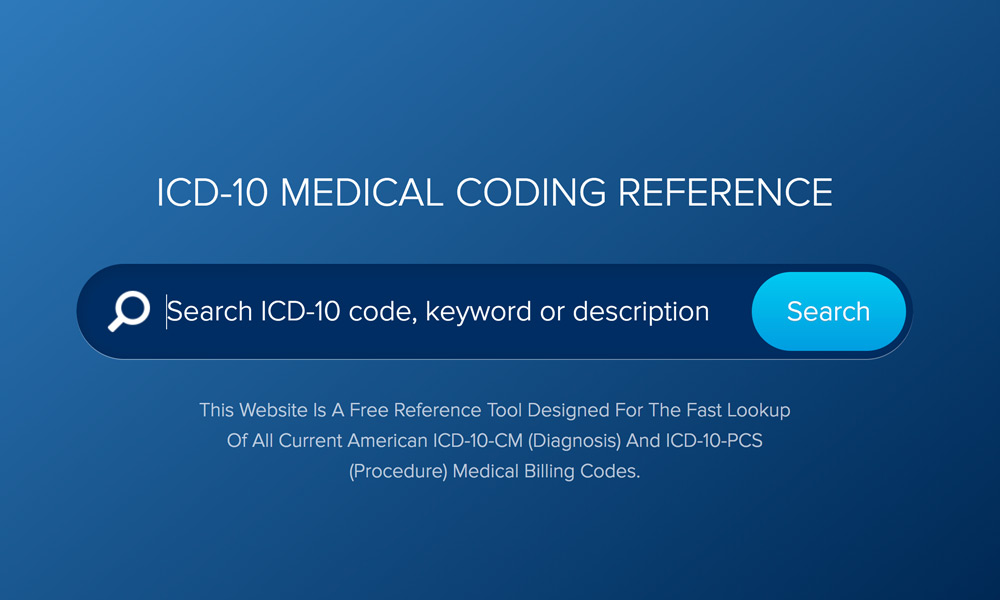 ICD-10 MEDICAL CODING REFERENCE
Search ICD-10 code, keyword or description
Search
This Website Is A Free Reference Tool Designed For The Fast Lookup
Of All Current American ICD-10-CM (Diagnosis) And ICD-10-PCS
(Procedure) Medical Billing Codes.